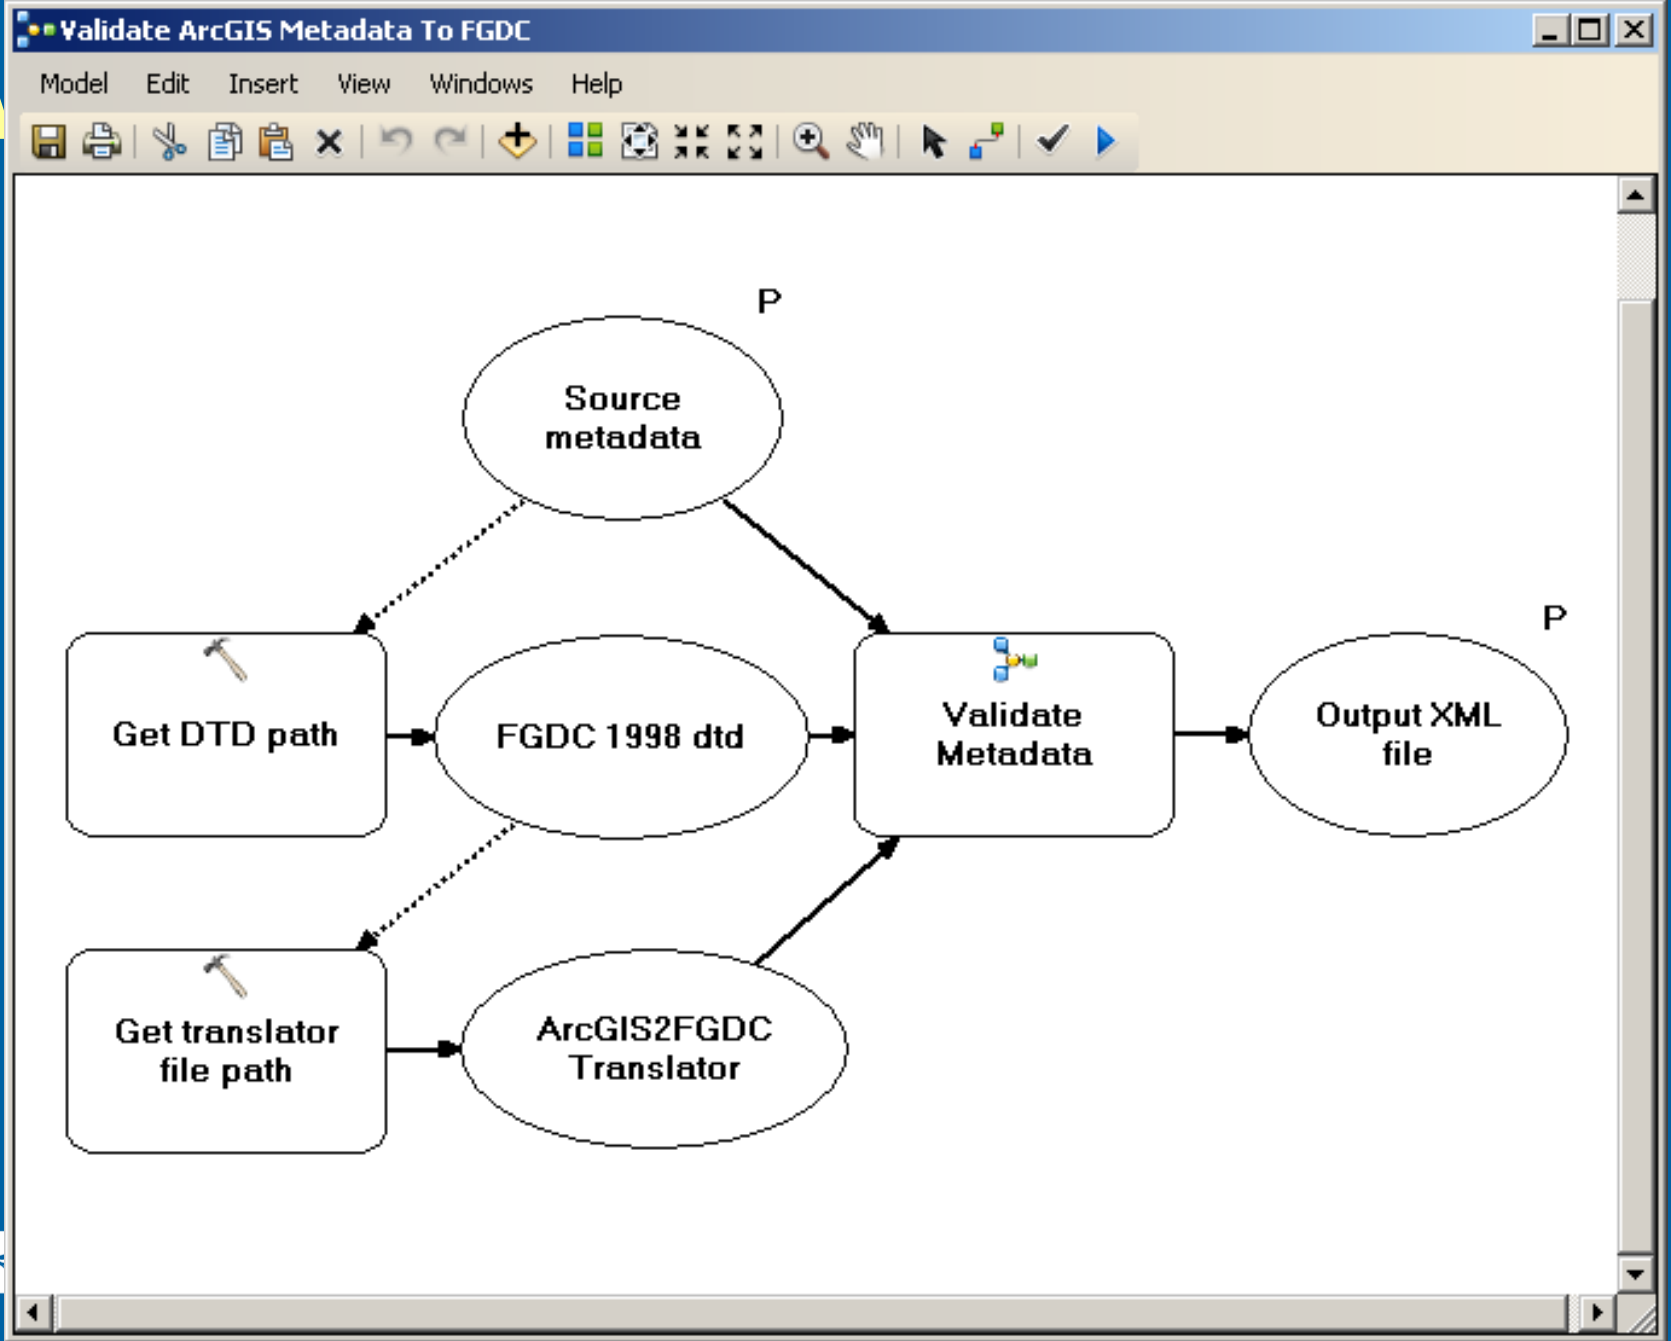 Validate ArcGIS Metadata To FGDC
Model Edit Insert View Windows Help
P
Source
metadata
P
Get DTD path
FGDC 1998 dtd
Validate
Metadata
Output XML
file
Get translator
file path
ArcGIS2FGDC
Translator